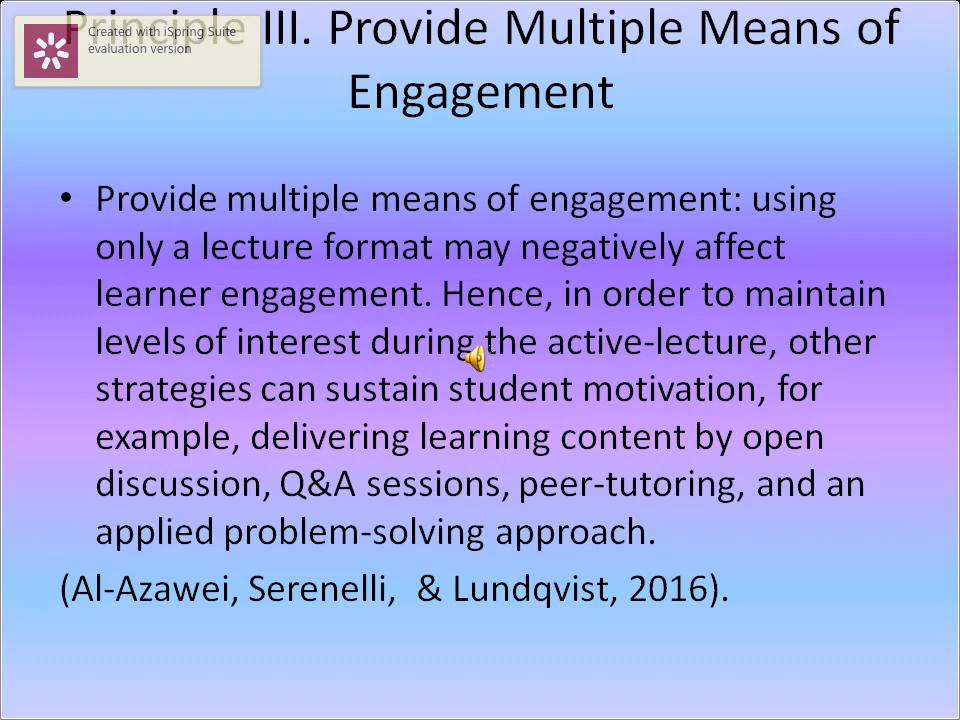 Principle III. Provide Multiple Means of
Engagement
Created with iSpring Suite
evaluation version
• Provide multiple means of engagement: using
only a lecture format may negatively affect
learner engagement. Hence, in order to maintain
levels of interest during the active-lecture, other
strategies can sustain student motivation, for
example, delivering learning content by open
discussion, Q&A sessions, peer-tutoring, and an
applied problem-solving approach.
(Al-Azawei, Serenelli,  & Lundqvist, 2016).